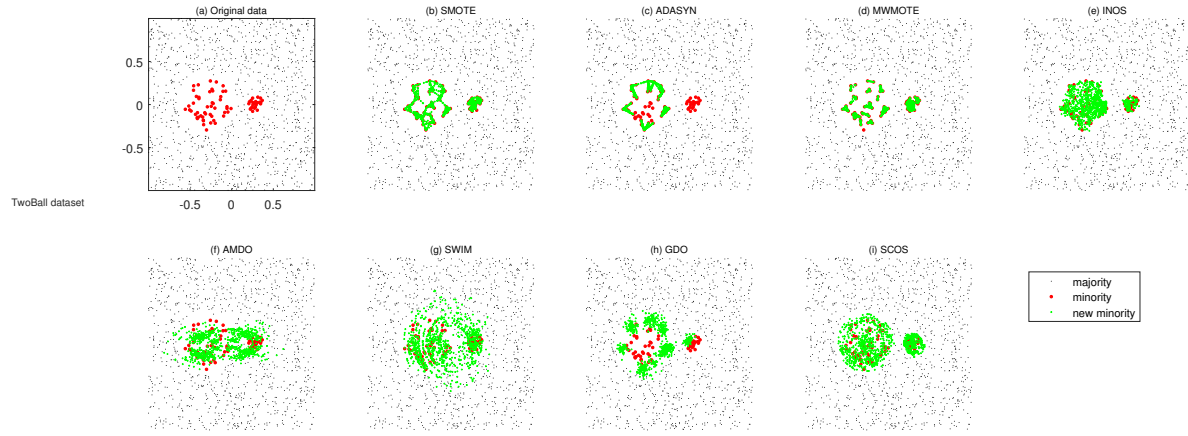 (a) Original data
(b) SMOTE
(c) ADASYN
(d) MWMOTE
(e) INOS
0.5
0
-0.5
-0.5 0 0.5
TwoBall dataset
(f) AMDO
(g) SWIM
(h) GDO
(i) SCOS
majority
minority
new minority